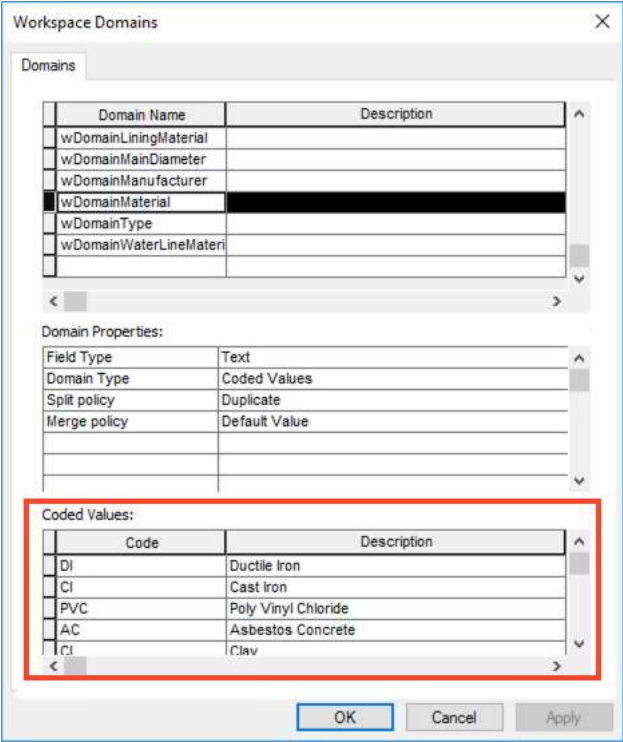 Workspace Domains
Domains
Domain Name Description
wDomainLiningMaterial
wDomainMainDiameter
wDomainManufacturer
wDomainMaterial
wDomainType
wDomainWaterLineMateri
Domain Properties:
Field Type Text
Domain Type Coded Values
Split policy Duplicate
Merge policy Default Value
Coded Values:
Code Description
DI Ductile Iron
CI Cast Iron
PVC Poly Vinyl Chloride
AC Asbestos Concrete
Clay
OK Cancel Apply